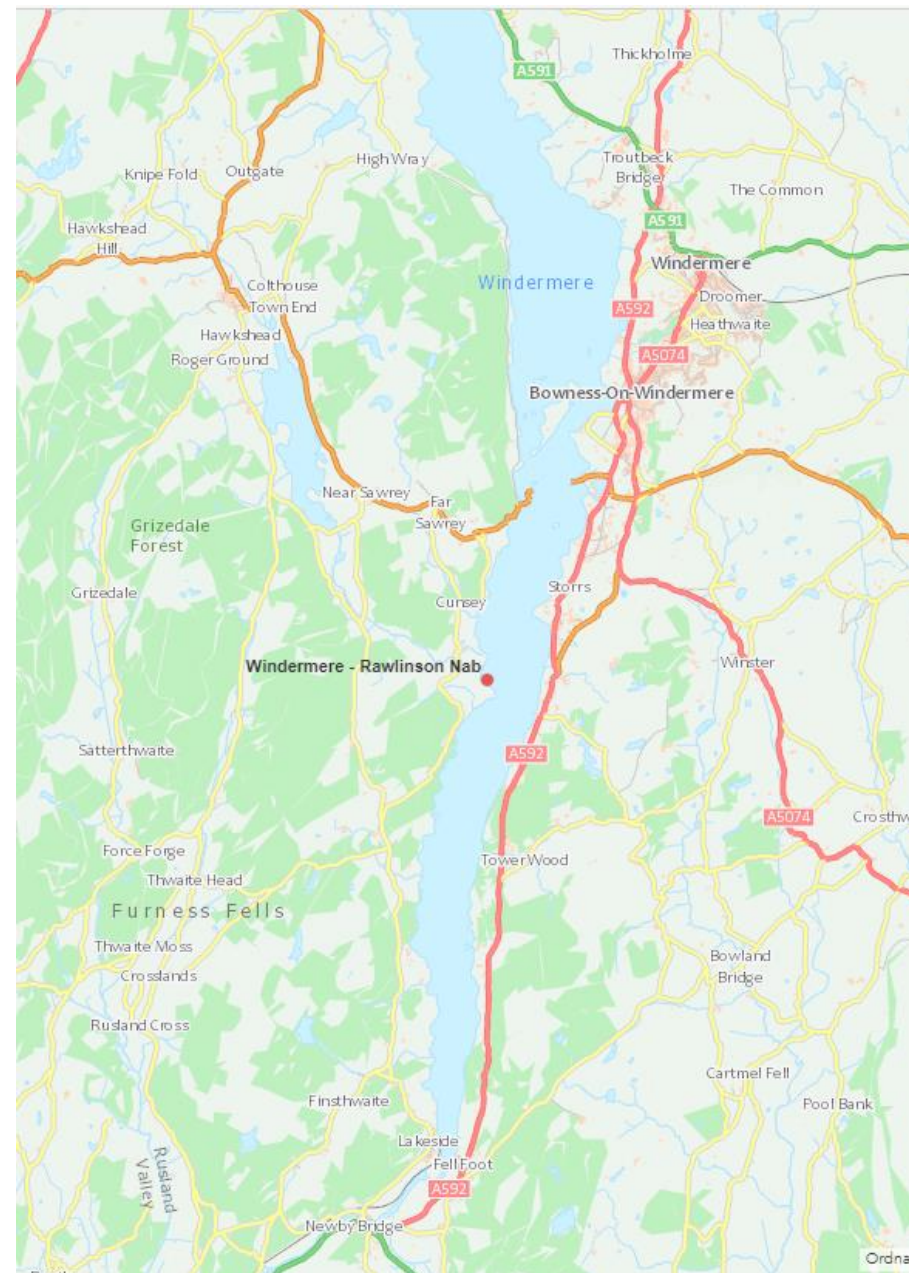 Thickholme
A591
Troutbeck
Bridge
High Wray
Outgate
Knipe Fold
The Common
A591
Hawkshead
Hill
Windermere
Windermere
Colthouse
Town End
Droomer
A592
Heathwaite
Hawkshead
Roger Ground
A5074
Bowness-On-Windermere
Near Sawrey
Far
Sawrey
Grizedale
Forest
Grizedale
Storrs
Cunsey
Windermere - Rawlinson Nab
Winster
Satterthwaite
A592
A5074
Crosthw
Force Forge
Tower Wood
Thwaite Head
Furness Fells
Thwaite Moss
Crosslands
Bowland
Bridge
Rusland Cross
Cartmel Fell
Finsthwaite
Pool Bank
Lakeside
Fell Foot
Rusland
Valley
A592
Newby Bridge
Ordna